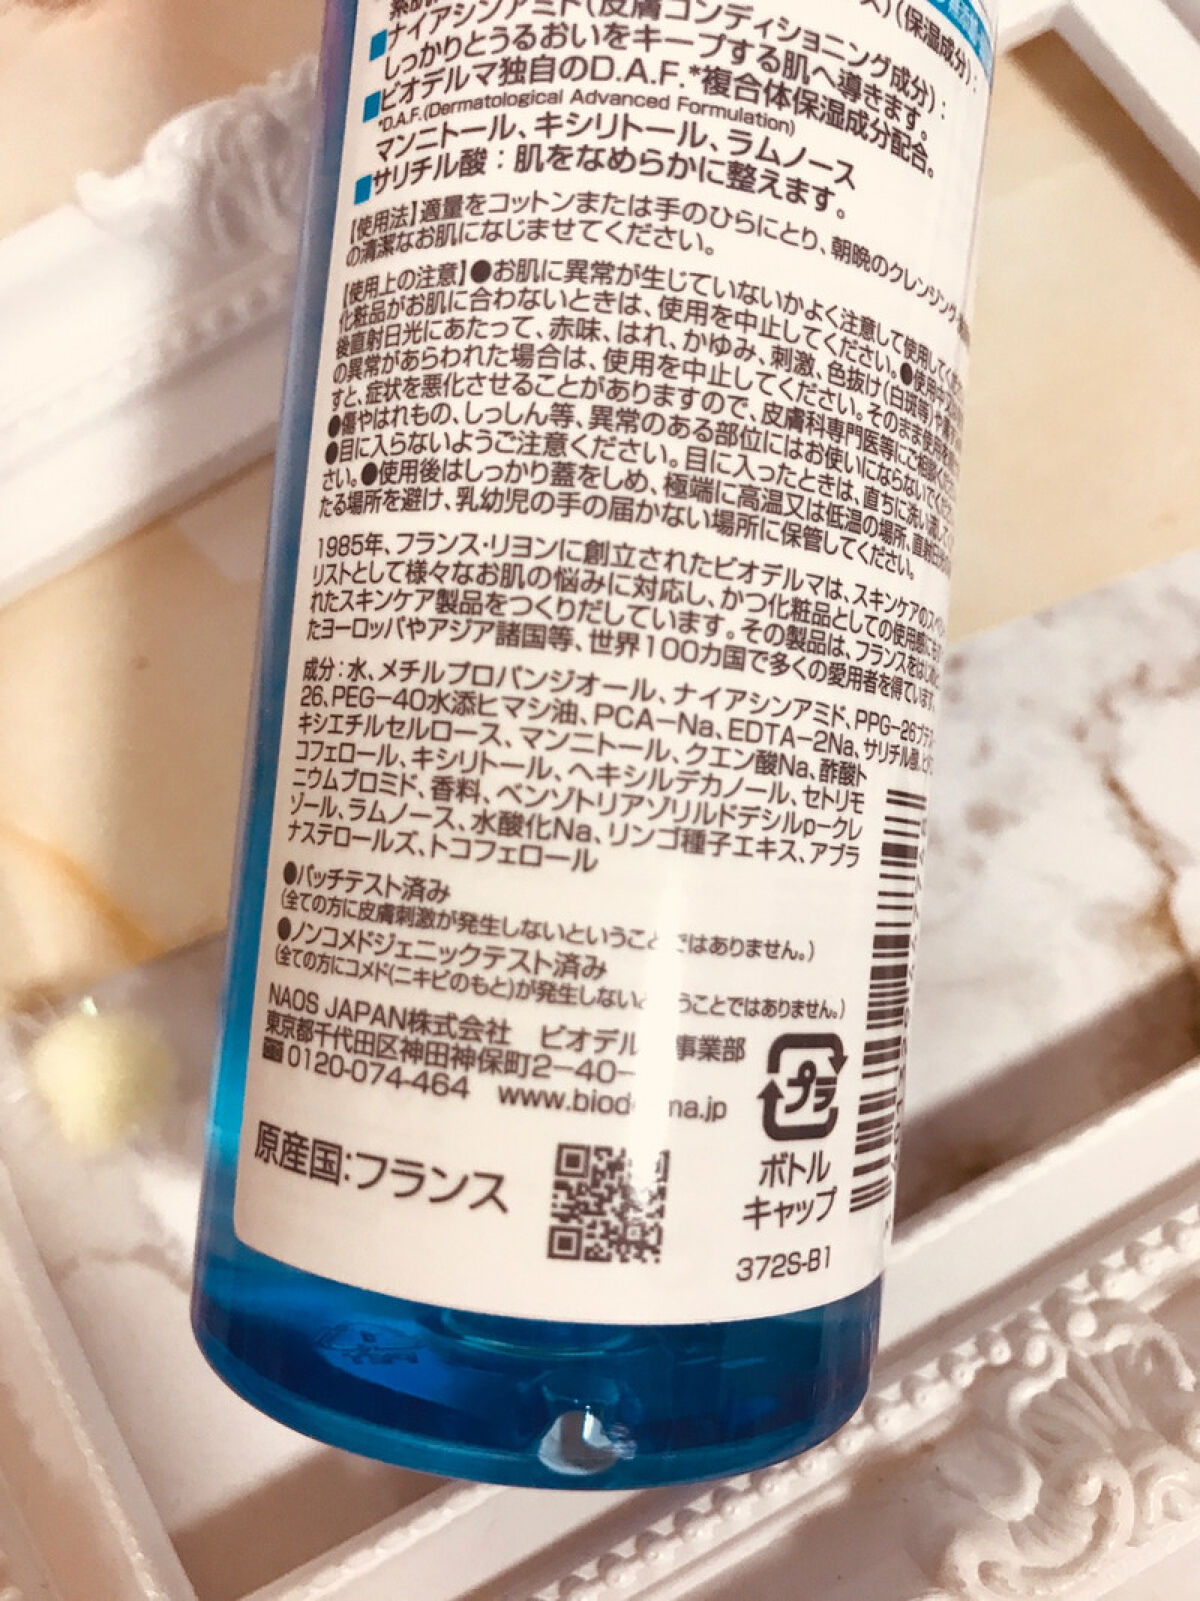 ス)(保湿成分):
ナイアシンアミド(皮膚コンディショニング成分):
しっかりとうるおいをキープする肌へ導きます。
ビオデルマ独自のD.A.F.*複合体保湿成分配合。
*D.A.F.(Dermatological Advanced Formulation)
マンニトール、キシリトール、ラムノース
サリチル酸:肌をなめらかに整えます。
【使用法】適量をコットンまたは手のひらにとり、朝晩のクレンジング・
の清潔なお肌になじませてください。
【使用上の注意】●お肌に異常が生じていないかよく注意して使用して
化粧品がお肌に合わないときは、使用を中止してください。●使用中
後直射日光にあたって、赤味、はれ、かゆみ、刺激、色抜け(白斑等)や
の異常があらわれた場合は、使用を中止してください。そのまま使用を
すと、症状を悪化させることがありますので、皮膚科専門医等にご相談くだ
●傷やはれもの、しっしん等、異常のある部位にはお使いにならないでくだ
●目に入らないようご注意ください。目に入ったときは、直ちに洗い流して
さい。●使用後はしっかり蓋をしめ、極端に高温又は低温の場所、直射日光
たる場所を避け、乳幼児の手の届かない場所に保管してください。
1985年、フランス・リヨンに創立されたビオデルマは、スキンケアのスペ
リストとして様々なお肌の悩みに対応し、かつ化粧品としての使用感に
れたスキンケア製品をつくりだしています。その製品は、フランスをはじめ
たヨーロッパやアジア諸国等、世界100カ国で多くの愛用者を得ています。
成分:水、メチルプロパンジオール、ナイアシンアミド、PPG-26ブテス
26、PEG-40水添ヒマシ油、PCA-Na、EDTA-2Na、サリチル酸、ヒ
キシエチルセルロース、マンニトール、クエン酸Na、酢酸ト
コフェロール、キシリトール、ヘキシルデカノール、セトリモ
ニウムブロミド、香料、ベンゾトリアゾリルドデシルp-クレ
ゾール、ラムノース、水酸化Na、リンゴ種子エキス、アブラ
ナステロールズ、トコフェロール
●パッチテスト済み
(全ての方に皮膚刺激が発生しないということではありません。)
●ノンコメドジェニックテスト済み
(全ての方にコメド(ニキビのもと)が発生しないということではありません。)
NAOS JAPAN株式会社 ビオデル 事業部
東京都千代田区神田神保町2-40-
0120-074-464 www.biod ma.jp
プラ
ボトル
キャップ
原産国:フランス
372S-B1